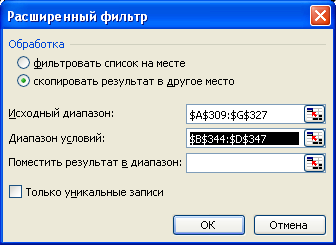 Расширенный фильтр
Обработка
фильтровать список на месте
скопировать результат в другое место
Исходный диапазон: $A$309:$G$327
Диапазон условий: $B$344:$D$347
Поместить результат в диапазон:
Только уникальные записи
ОК Отмена